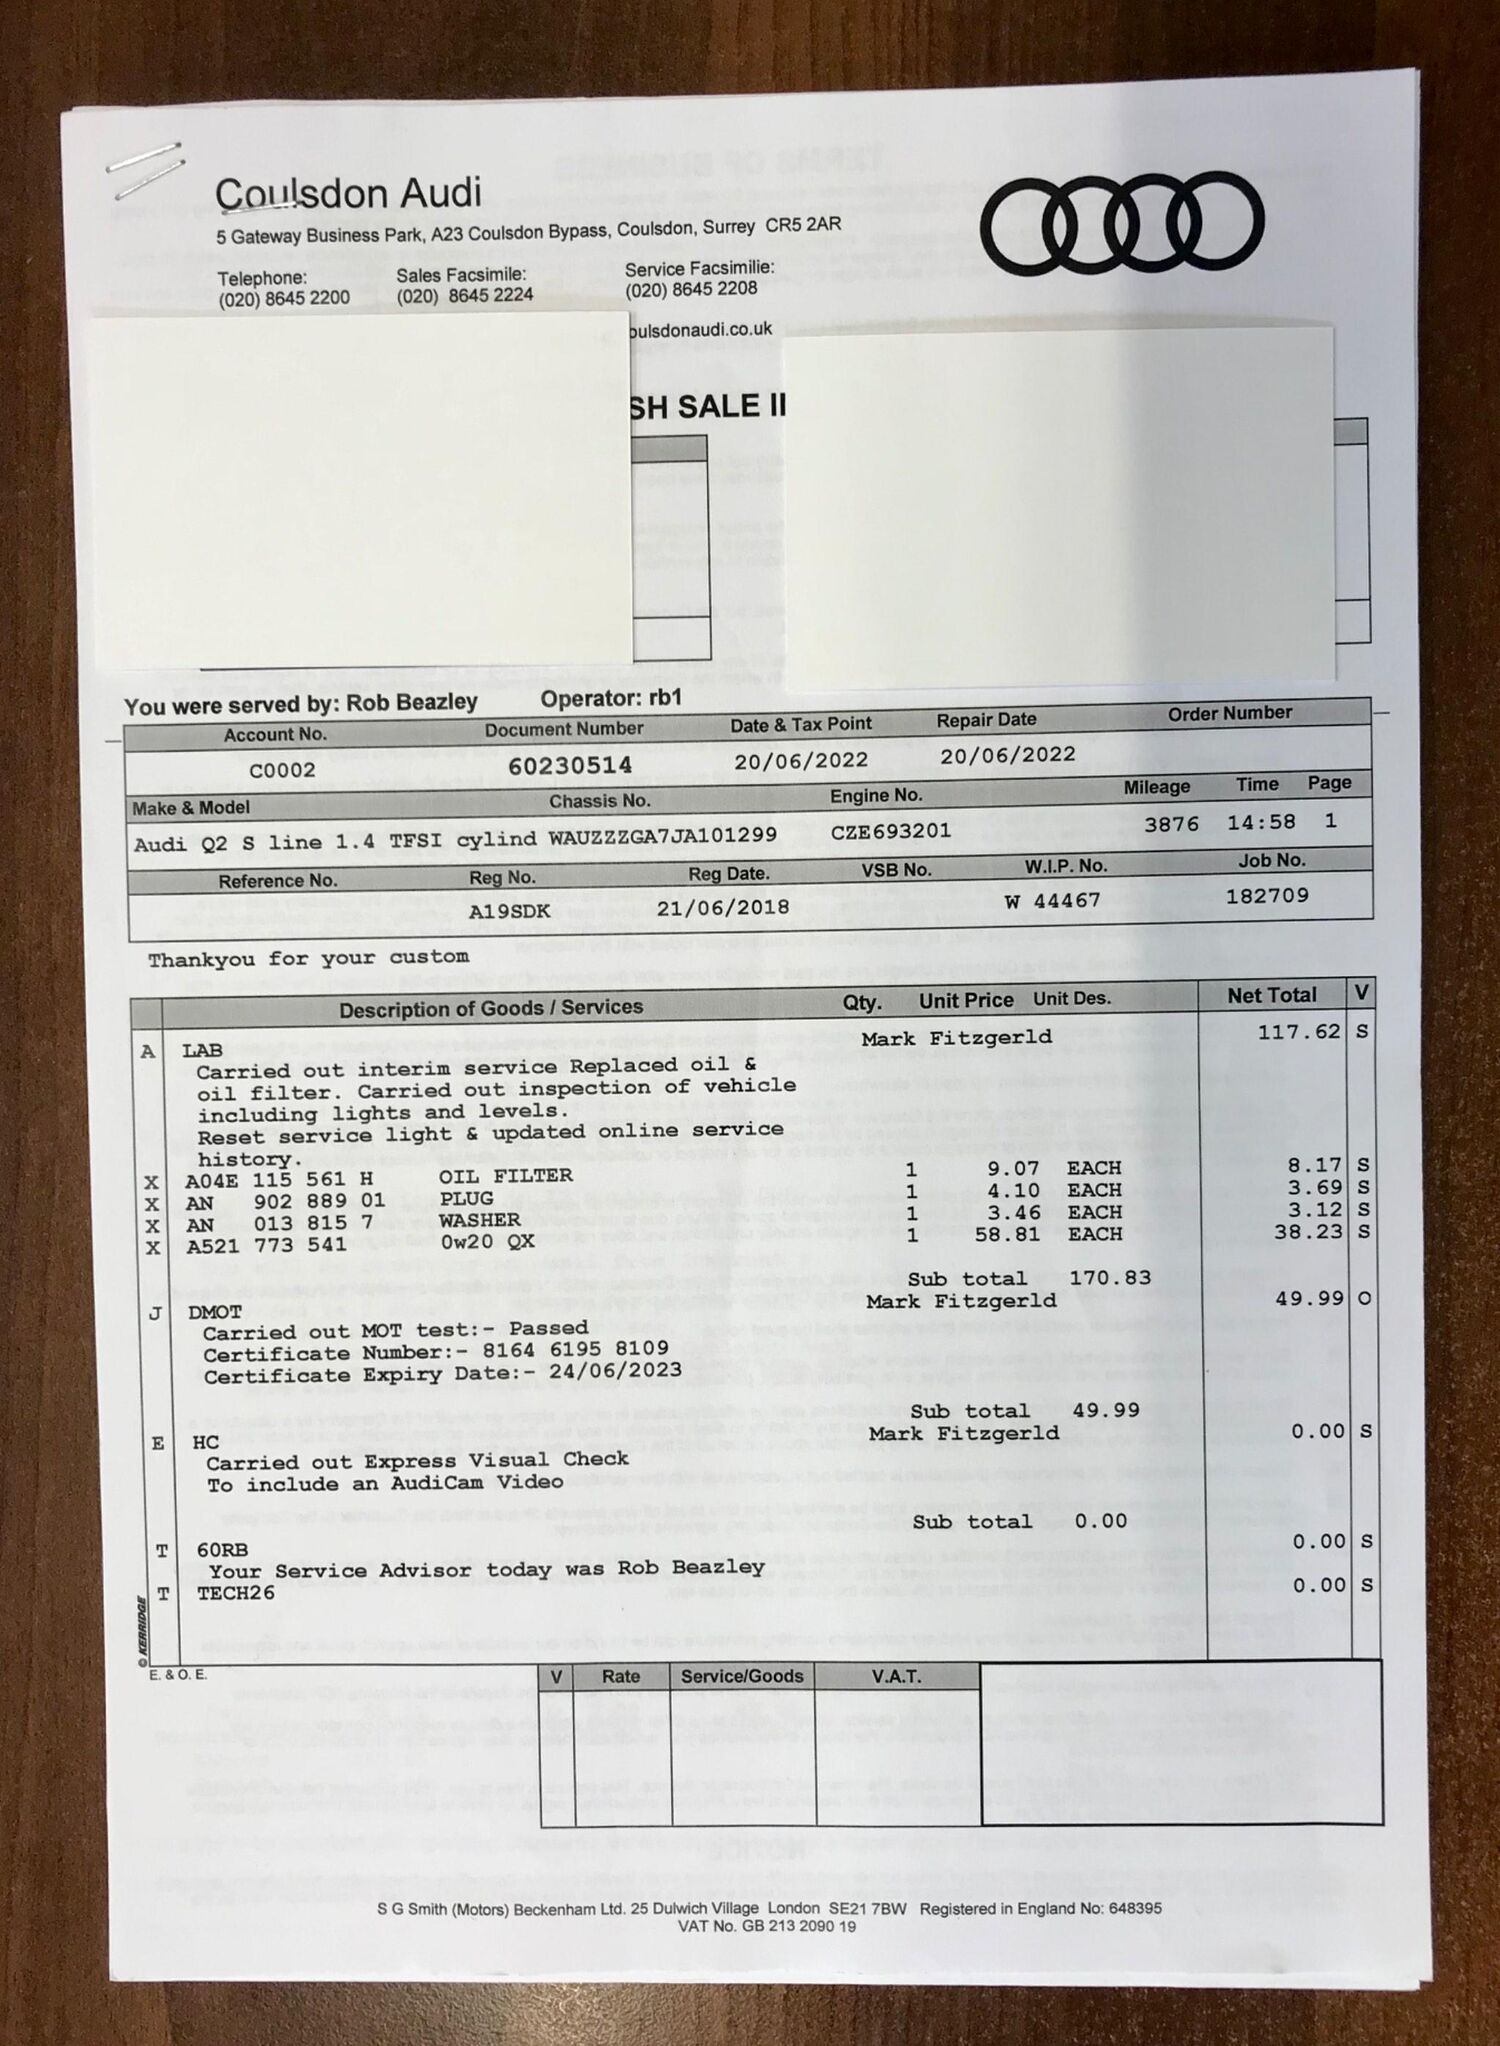 Coulsdon Audi
5 Gateway Business Park, A23 Coulsdon Bypass, Coulsdon, Surrey CR5 2AR
Telephone: Sales Facsimile: Service Facsimilie:
(020) 8645 2200 (020) 8645 2224 (020) 8645 2208
oulsdonaudi.co.uk
SH SALE
You were served by: Rob Beazley Operator: rb1
Account No. Document Number Date & Tax Point Repair Date Order Number
C0002 60230514 20/06/2022 20/06/2022
Make & Model Chassis No. Engine No. Mileage Time Page
Audi Q2 S line 1.4 TFSI cylind WAUZZZGA7JA101299 CZE693201 3876 14:58 1
Reference No. Reg No. Reg Date. VSB No. W.I.P. No. Job No.
A19SDK 21/06/2018 W 44467 182709
Thankyou for your custom
Description of Goods / Services Qty. Unit Price Unit Des. Net Total V
A LAB Mark Fitzgerld 117.62 S
Carried out interim service Replaced oil &
oil filter. Carried out inspection of vehicle
including lights and levels.
Reset service light & updated online service
history.
X A04E 115 561 H OIL FILTER 1 9.07 EACH 8.17 S
X AN 902 889 01 PLUG 1 4.10 EACH 3.69 S
X AN 013 815 7 WASHER 1 3.46 EACH 3.12 S
X A521 773 541 0w20 QX 1 58.81 EACH 38.23 S
Sub total 170.83
J DMOT Mark Fitzgerld 49.99 O
Carried out MOT test:- Passed
Certificate Number:- 8164 6195 8109
Certificate Expiry Date:- 24/06/2023
Sub total 49.99
E HC Mark Fitzgerld 0.00 S
Carried out Express Visual Check
To include an AudiCam Video
Sub total 0.00
T 60RB 0.00 S
Your Service Advisor today was Rob Beazley
T TECH26 0.00 S
© KERRIDGE
E. & O. E.
V Rate Service/Goods V.A.T.
S G Smith (Motors) Beckenham Ltd. 25 Dulwich Village London SE21 7BW Registered in England No: 648395
VAT No. GB 213 2090 19